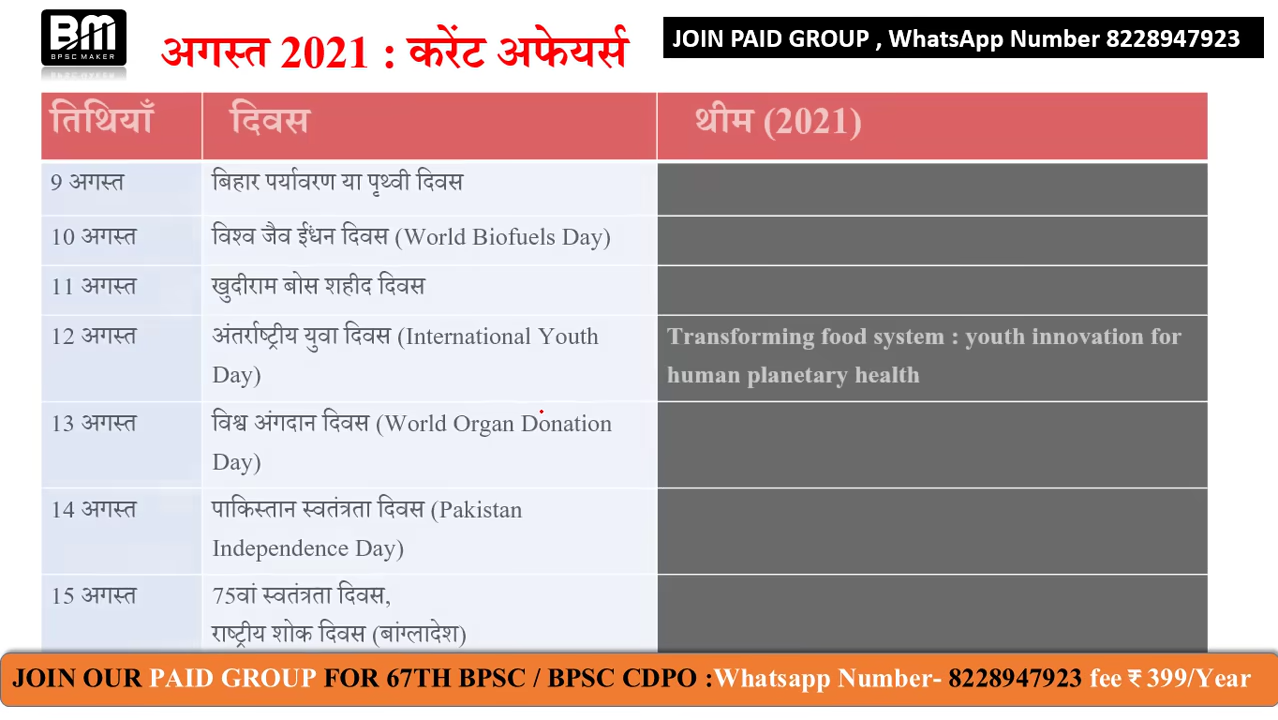 BM
BPSC MAKER
अगस्त 2021 : करेंट अफेयर्स
JOIN PAID GROUP , WhatsApp Number 8228947923
तिथियाँ दिवस थीम (2021)
9 अगस्त बिहार पर्यावरण या पृथ्वी दिवस
10 अगस्त विश्व जैव ईंधन दिवस (World Biofuels Day)
11 अगस्त खुदीराम बोस शहीद दिवस
12 अगस्त अंतर्राष्ट्रीय युवा दिवस (International Youth
Day)
Transforming food system : youth innovation for
human planetary health
13 अगस्त विश्व अंगदान दिवस (World Organ Donation
Day)
14 अगस्त पाकिस्तान स्वतंत्रता दिवस (Pakistan
Independence Day)
15 अगस्त 75वां स्वतंत्रता दिवस,
राष्ट्रीय शोक दिवस (बांग्लादेश)
JOIN OUR PAID GROUP FOR 67TH BPSC / BPSC CDPO :Whatsapp Number- 8228947923 fee ₹ 399/Year